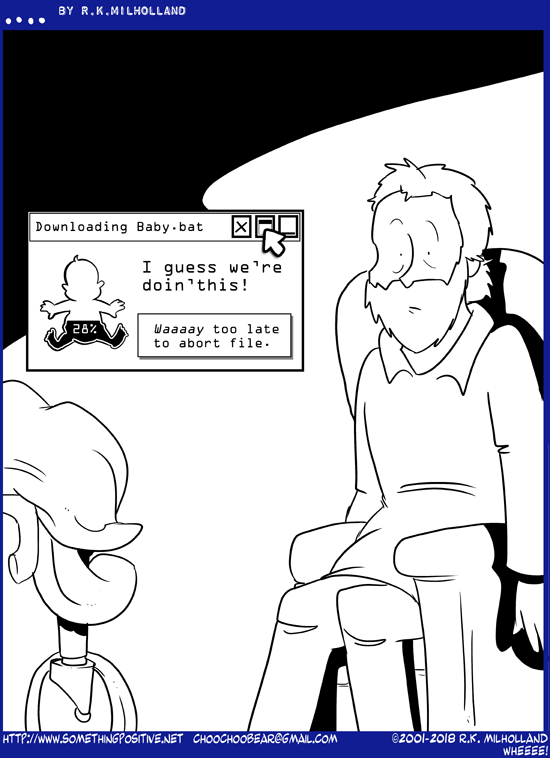 .... BY R.K.MILHOLLAND
Downloading Baby.bat
I guess we're
doin'this!
28%
Waaaay too late
to abort file.
HTTP://WWW.SOMETHINGPOSITIVE.NET CHOOCHOOBEAR@GMAIL.COM ©2001-2018 R.K. MILHOLLAND
WHEEEE!